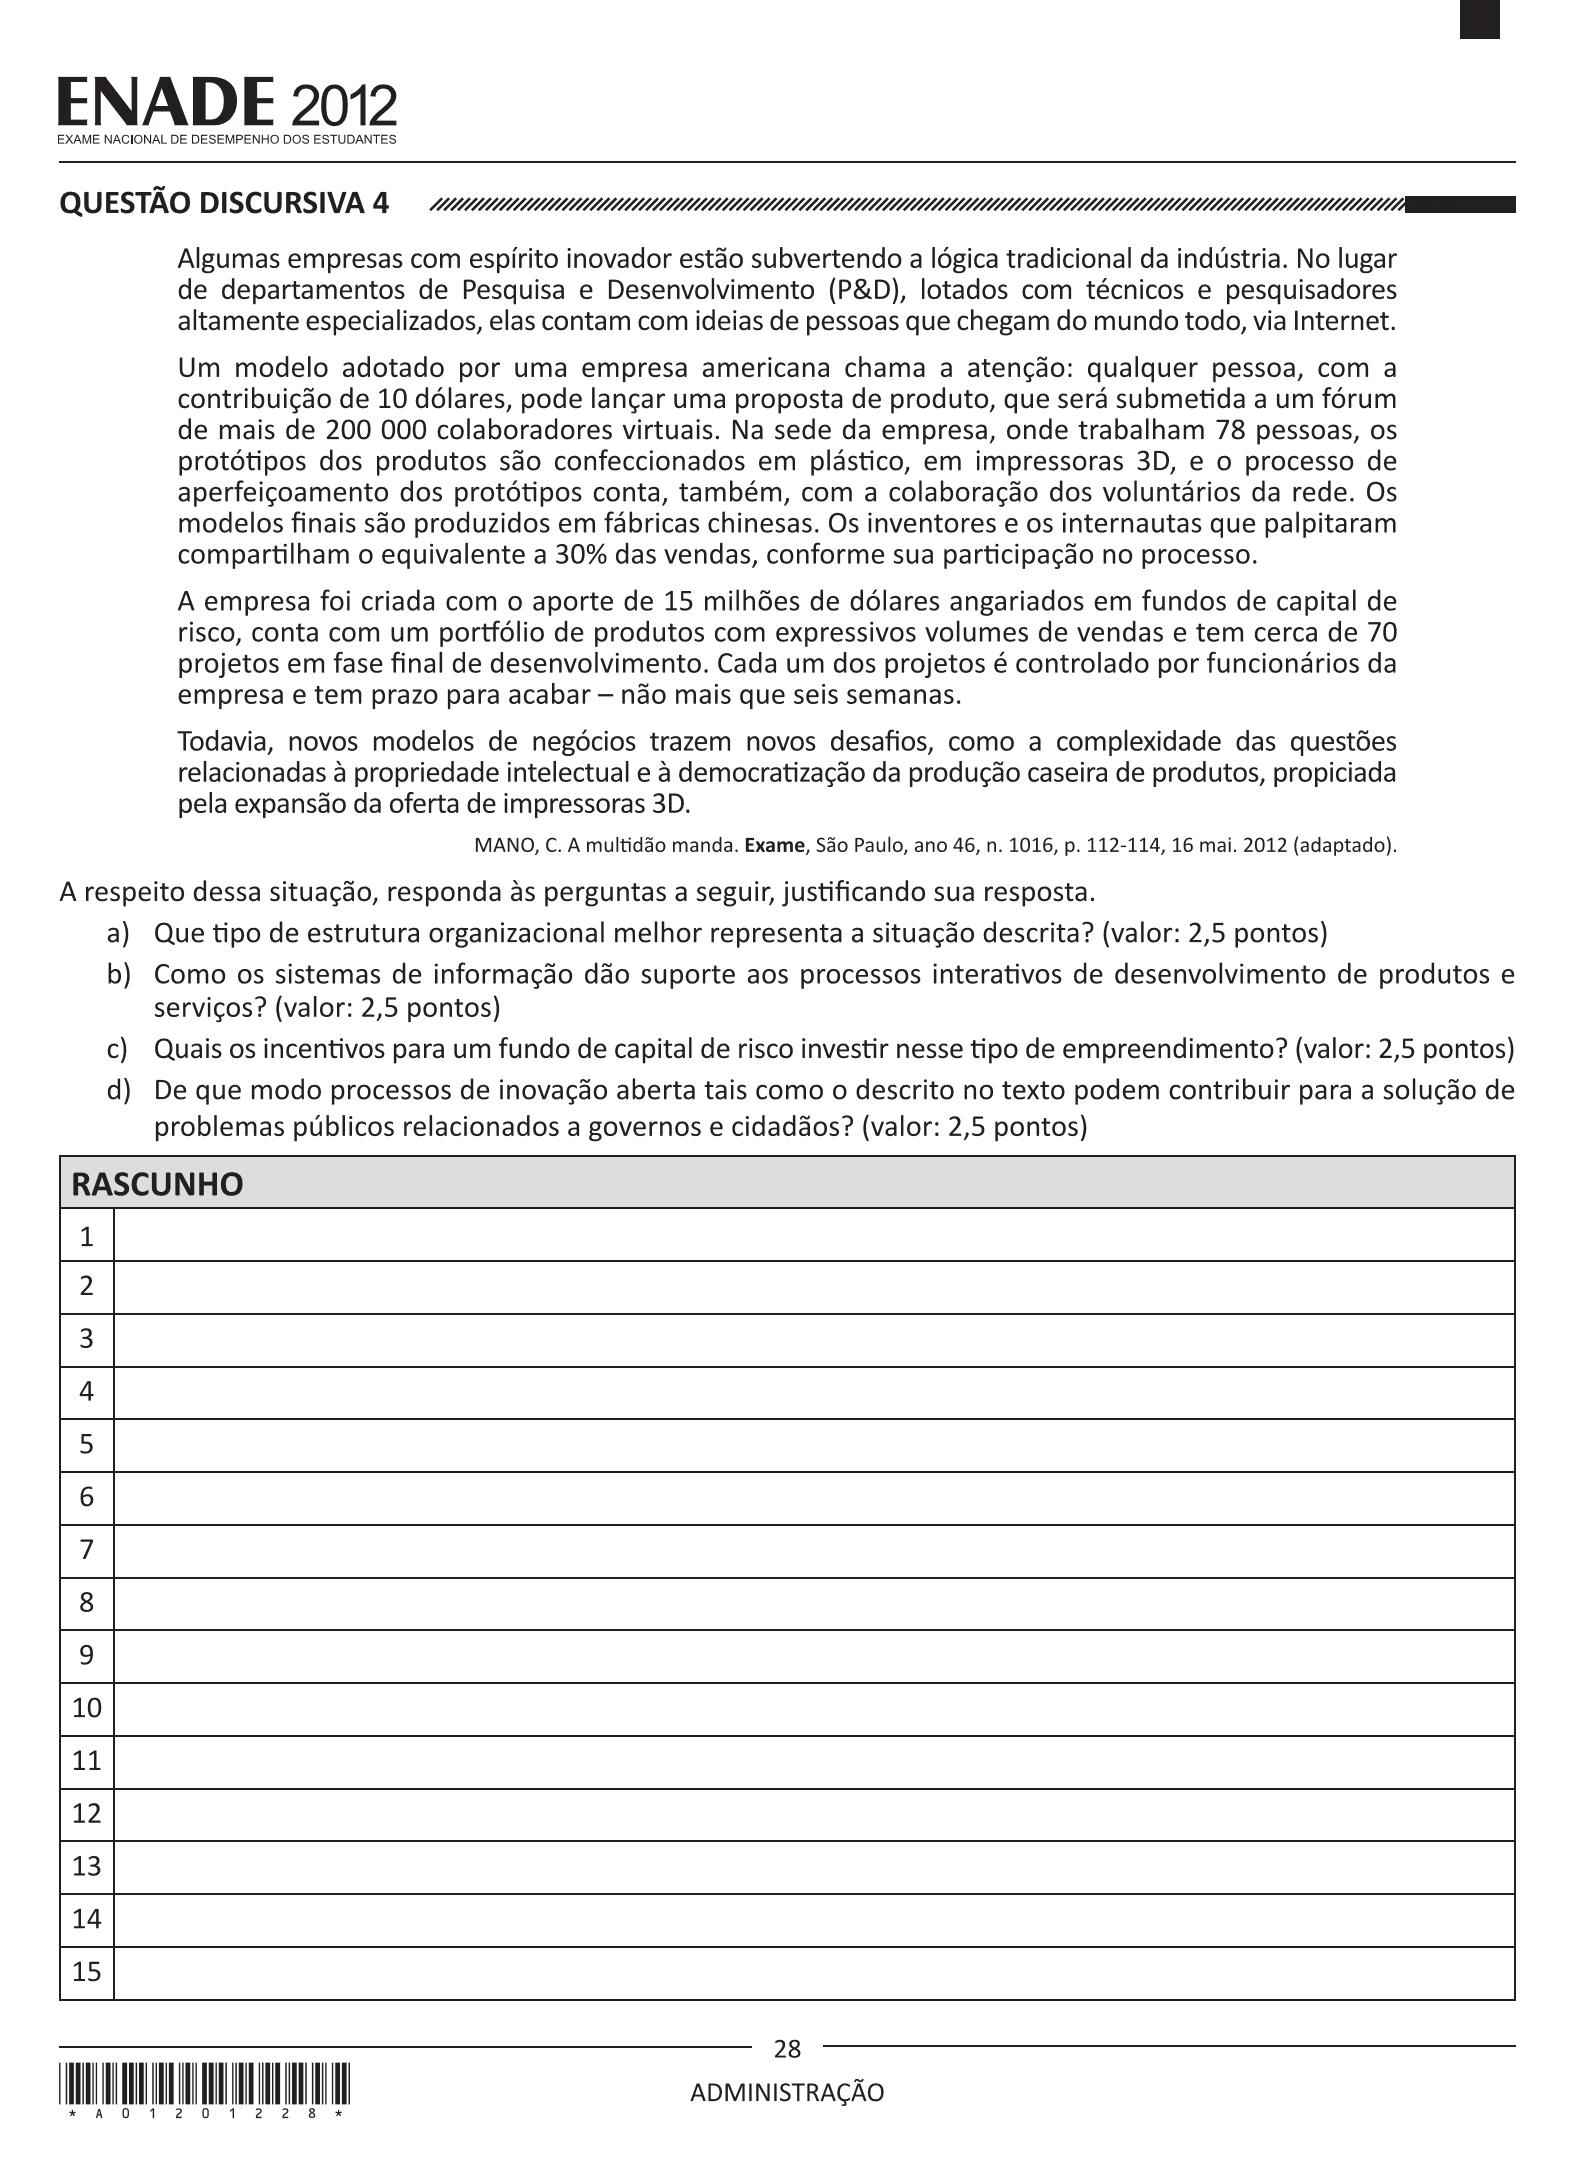 ENADE 2012
EXAME NACIONAL DE DESEMPENHO DOS ESTUDANTES
QUESTÃO DISCURSIVA 4
Algumas empresas com espírito inovador estão subvertendo a lógica tradicional da indústria. No lugar
de departamentos de Pesquisa e Desenvolvimento (P&D), lotados com técnicos e pesquisadores
altamente especializados, elas contam com ideias de pessoas que chegam do mundo todo, via Internet.
Um modelo adotado por uma empresa americana chama a atenção: qualquer pessoa, com a
contribuição de 10 dólares, pode lançar uma proposta de produto, que será submetida a um fórum
de mais de 200 000 colaboradores virtuais. Na sede da empresa, onde trabalham 78 pessoas, os
protótipos dos produtos são confeccionados em plástico, em impressoras 3D, e o processo de
aperfeiçoamento dos protótipos conta, também, com a colaboração dos voluntários da rede. Os
modelos finais são produzidos em fábricas chinesas. Os inventores e os internautas que palpitaram
compartilham o equivalente a 30% das vendas, conforme sua participação no processo.
A empresa foi criada com o aporte de 15 milhões de dólares angariados em fundos de capital de
risco, conta com um portfólio de produtos com expressivos volumes de vendas e tem cerca de 70
projetos em fase final de desenvolvimento. Cada um dos projetos é controlado por funcionários da
empresa e tem prazo para acabar – não mais que seis semanas.
Todavia, novos modelos de negócios trazem novos desafios, como a complexidade das questões
relacionadas à propriedade intelectual e à democratização da produção caseira de produtos, propiciada
pela expansão da oferta de impressoras 3D.
MANO, C. A multidão manda. Exame, São Paulo, ano 46, n. 1016, p. 112-114, 16 mai. 2012 (adaptado).
A respeito dessa situação, responda às perguntas a seguir, justificando sua resposta.
a) Que tipo de estrutura organizacional melhor representa a situação descrita? (valor: 2,5 pontos)
b) Como os sistemas de informação dão suporte aos processos interativos de desenvolvimento de produtos e
serviços? (valor: 2,5 pontos)
c) Quais os incentivos para um fundo de capital de risco investir nesse tipo de empreendimento? (valor: 2,5 pontos)
d) De que modo processos de inovação aberta tais como o descrito no texto podem contribuir para a solução de
problemas públicos relacionados a governos e cidadãos? (valor: 2,5 pontos)
RASCUNHO
1
2
3
4
5
6
7
8
9
10
11
12
13
14
15
28
ADMINISTRAÇÃO
* A 0 1 2 0 1 2 2 8 *